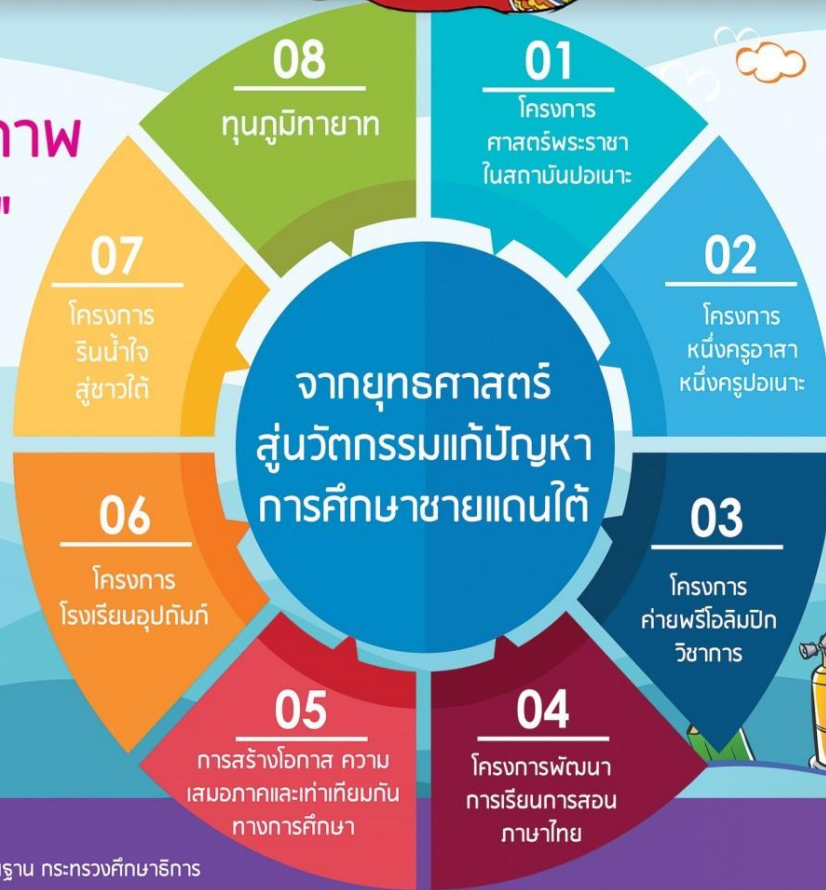 "
จากยุทธศาสตร์
สู่นวัตกรรมแก้ปัญหา
การศึกษาชายแดนใต้
01
โครงการ
ศาสตร์พระราชา
ในสถาบันปอเนาะ
02
โครงการ
หนึ่งครูอาสา
หนึ่งครูปอเนาะ
03
โครงการ
ค่ายพรีโอลิมปิก
วิชาการ
04
โครงการพัฒนา
การเรียนการสอน
ภาษาไทย
05
การสร้างโอกาส ความ
เสมอภาคและเท่าเทียมกัน
ทางการศึกษา
06
โครงการ
โรงเรียนอุปถัมภ์
07
โครงการ
รินน้ำใจ
สู่ชาวใต้
08
ทุนภูมิทายาท
กระทรวงศึกษาธิการ